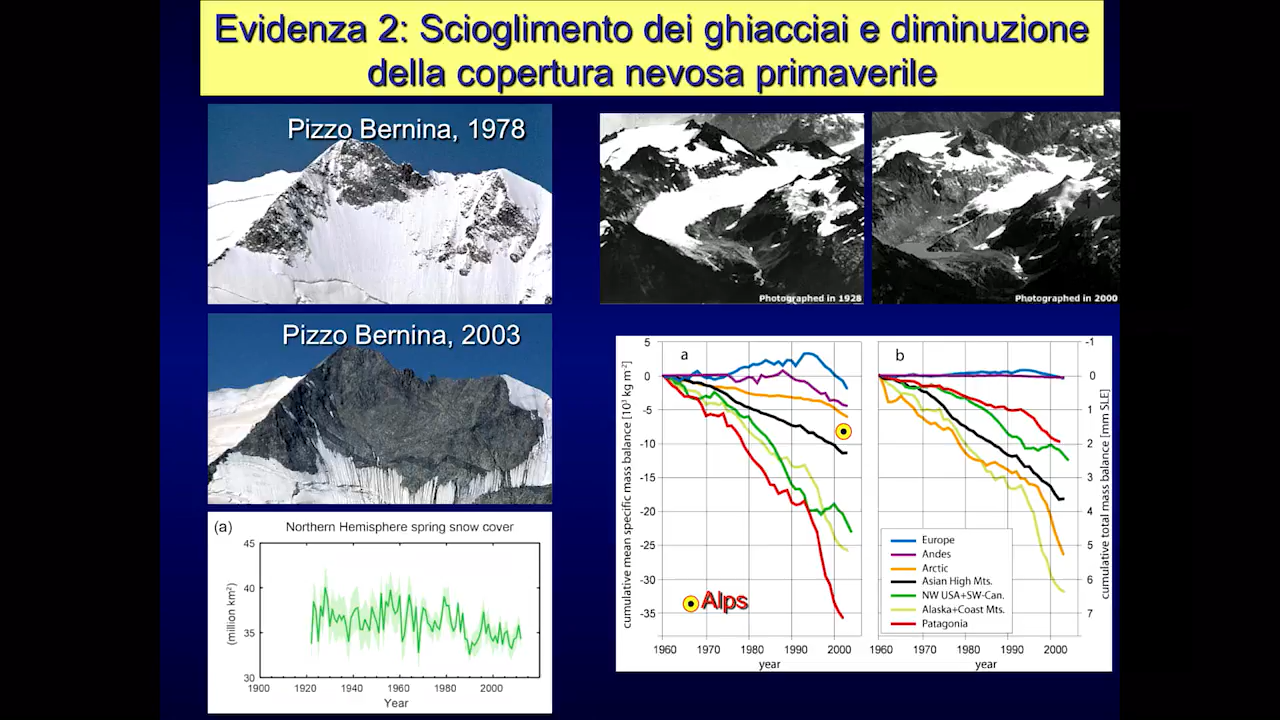 Evidenza 2: Scioglimento dei ghiacciai e diminuzione
della copertura nevosa primaverile
Pizzo Bernina, 1978
Photographed in 1928
Photographed in 2000
Pizzo Bernina, 2003
(a)
Northern Hemisphere spring snow cover
45
40
35
30
(million km²)
1900 1920 1940 1960 1980 2000
Year
a
5
0
-5
-10
-15
-20
-25
-30
-35
cumulative mean specific mass balance [10³ kg m⁻²]
Alps
1960 1970 1980 1990 2000
year
b
-1
0
1
2
3
4
5
6
7
cumulative total mass balance [mm SLE]
Europe
Andes
Arctic
Asian High Mts.
NW USA+SW-Can.
Alaska+Coast Mts.
Patagonia
1960 1970 1980 1990 2000
year